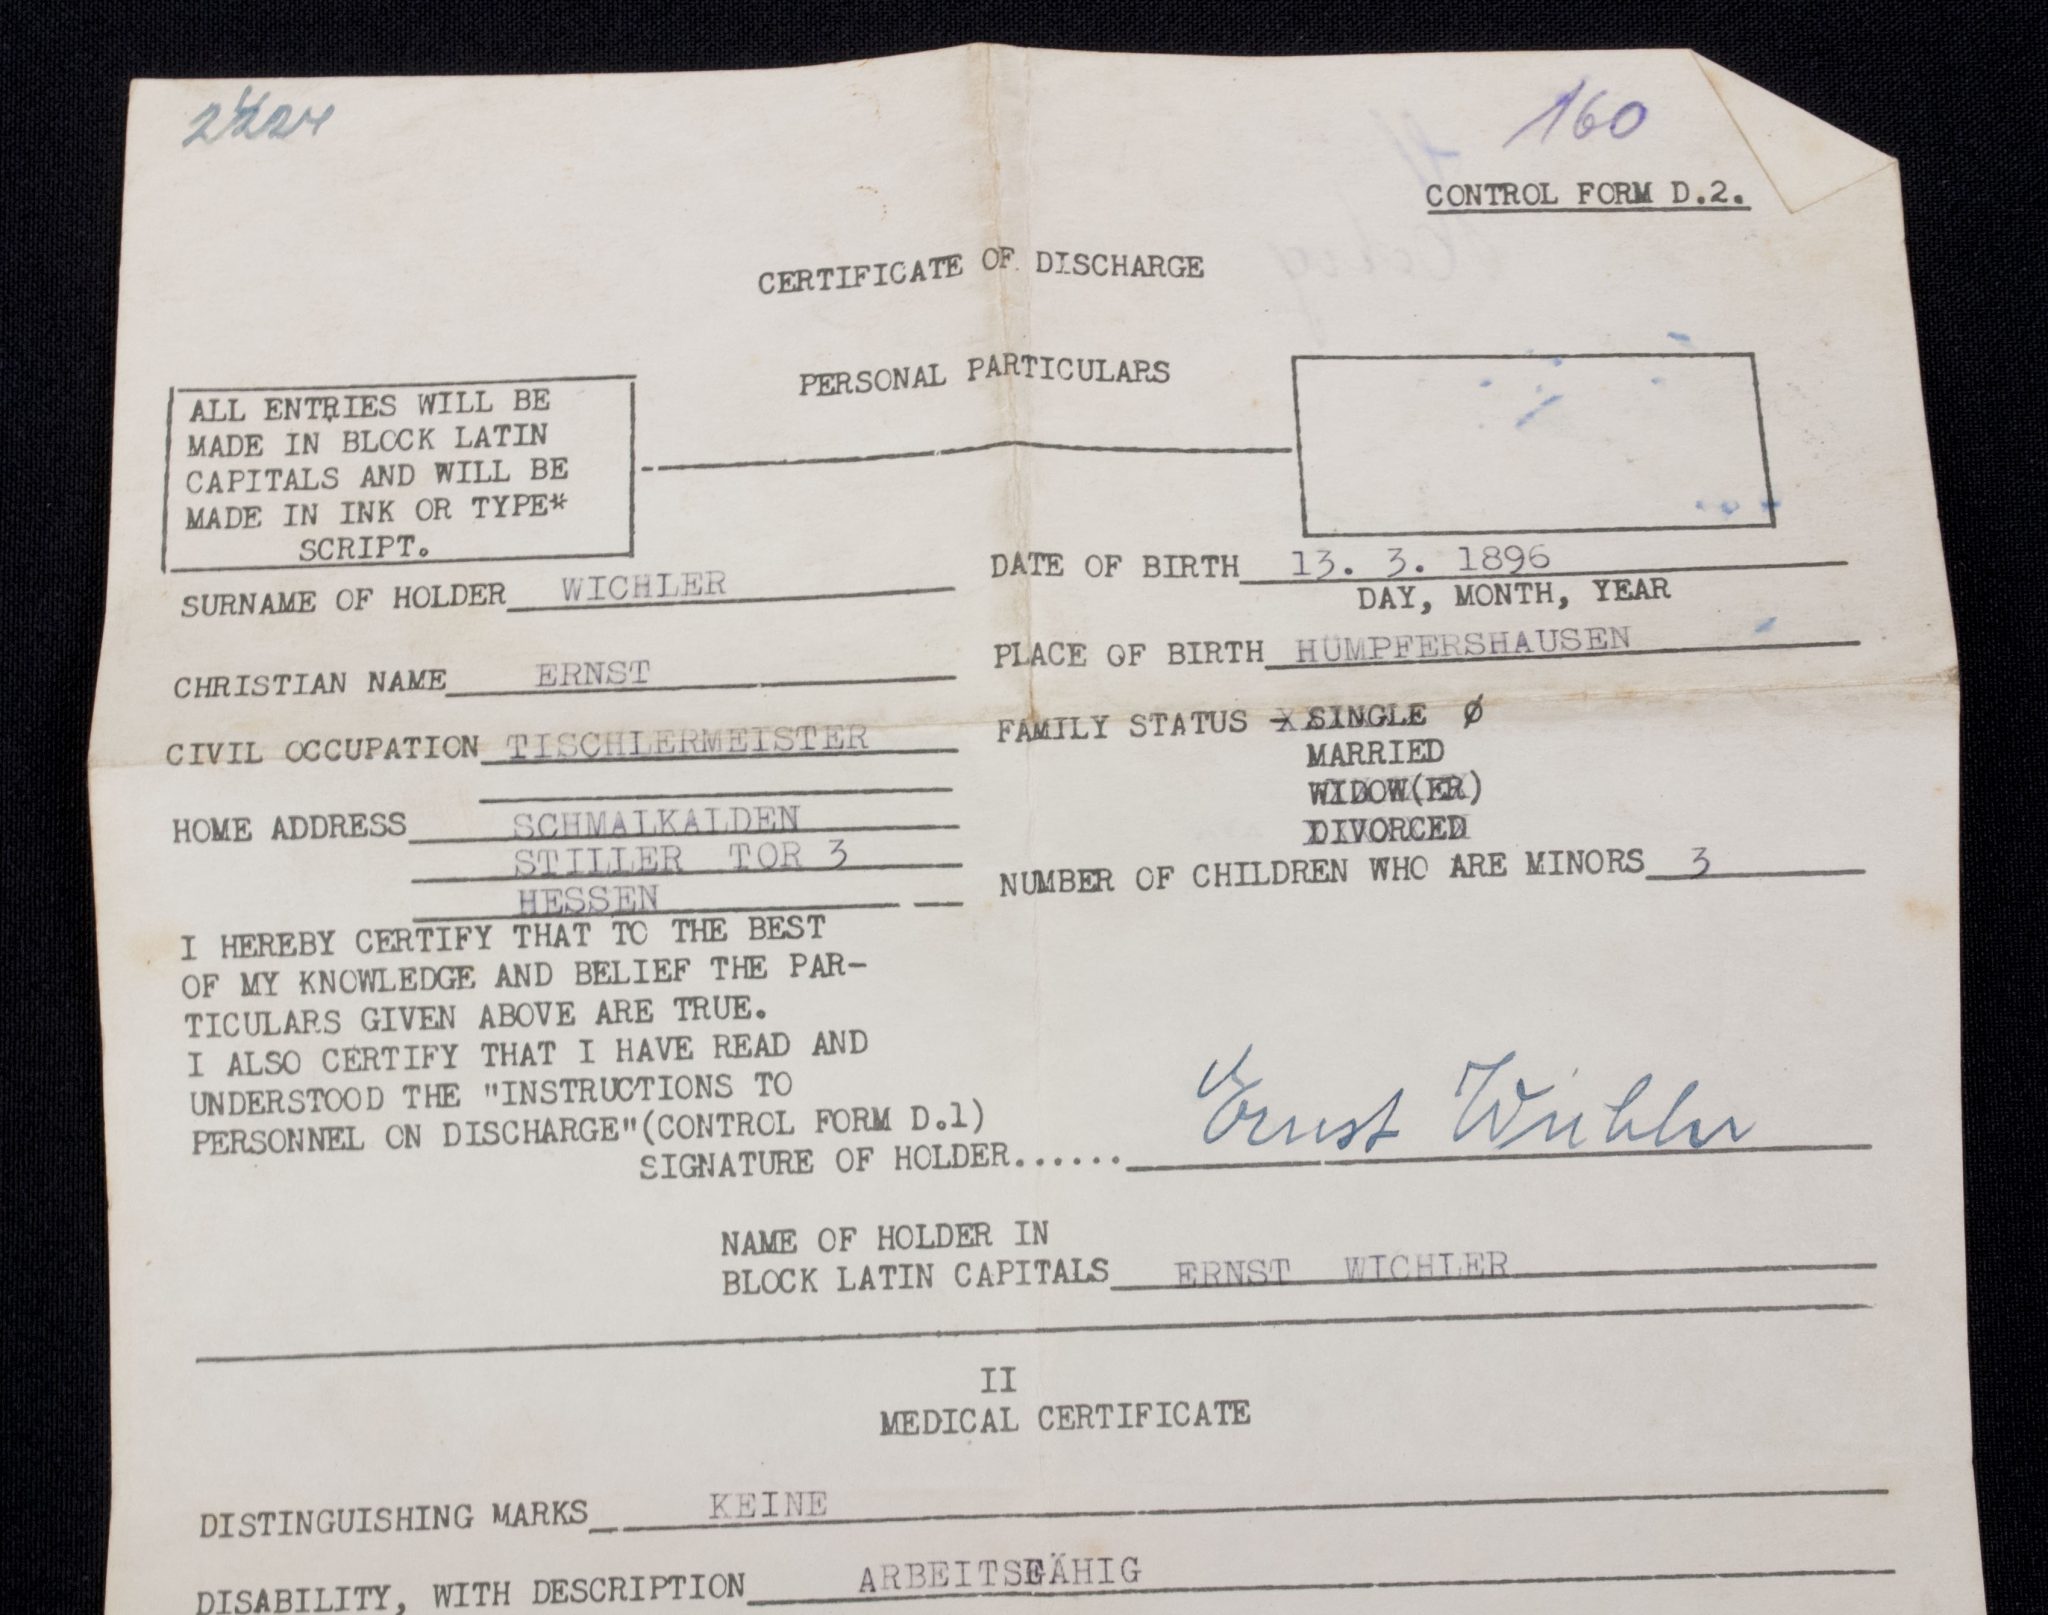 160
CONTROL FORM D.2.
CERTIFICATE OF DISCHARGE
PERSONAL PARTICULARS
ALL ENTRIES WILL BE
MADE IN BLOCK LATIN
CAPITALS AND WILL BE
MADE IN INK OR TYPE*
SCRIPT.
SURNAME OF HOLDER WICHLER
DATE OF BIRTH 13. 3. 1896
DAY, MONTH, YEAR
CHRISTIAN NAME ERNST
PLACE OF BIRTH HÜMPFERSHAUSEN
CIVIL OCCUPATION TISCHLERMEISTER
FAMILY STATUS - X SINGLE Ø
MARRIED
WIDOW(ER)
DIVORCED
HOME ADDRESS SCHMALKALDEN
STILLER TOR 3
HESSEN
NUMBER OF CHILDREN WHO ARE MINORS 3
I HEREBY CERTIFY THAT TO THE BEST
OF MY KNOWLEDGE AND BELIEF THE PAR-
TICULARS GIVEN ABOVE ARE TRUE.
I ALSO CERTIFY THAT I HAVE READ AND
UNDERSTOOD THE "INSTRUCTIONS TO
PERSONNEL ON DISCHARGE"(CONTROL FORM D.1)
SIGNATURE OF HOLDER...... Ernst Wichler
NAME OF HOLDER IN
BLOCK LATIN CAPITALS ERNST WICHLER
II
MEDICAL CERTIFICATE
DISTINGUISHING MARKS KEINE
DISABILITY, WITH DESCRIPTION ARBEITSFÄHIG